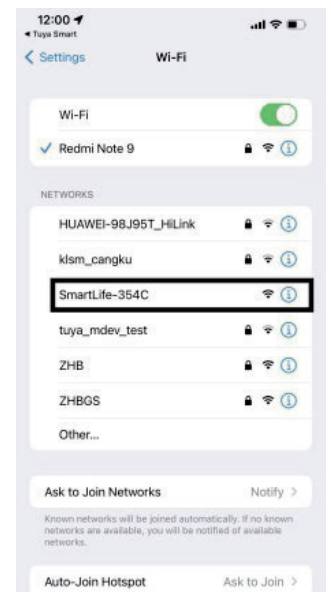 12:00
Tuya Smart
Settings
Wi-Fi
Wi-Fi
Redmi Note 9
NETWORKS
HUAWEI-98J95T_HiLink
klsm_cangku
SmartLife-354C
tuya_mdev_test
ZHB
ZHBGS
Other...
Ask to Join Networks Notify
Known networks will be joined automatically. If no known
networks are available, you will be notified of available
networks.
Auto-Join Hotspot Ask to Join